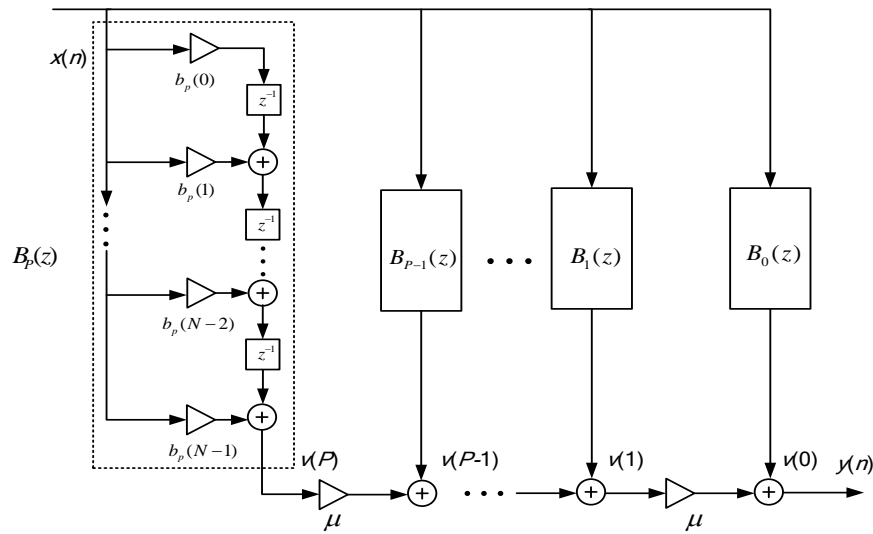 x(n)
b_p(0)
z⁻¹
b_p(1)
z⁻¹
B_P(z)
B_{P-1}(z)
B_1(z)
B_0(z)
b_p(N-2)
z⁻¹
b_p(N-1)
v(P)
v(P-1)
v(1)
v(0)
y(n)
μ
μ